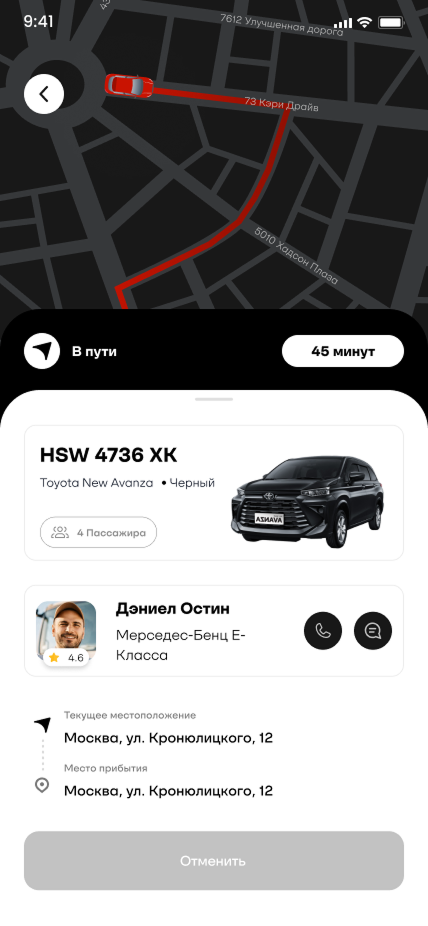 9:41
7612 Улучшенная дорога
73 Кэри Драйв
5010 Хадсон Плаза
В пути
45 минут
HSW 4736 XK
Toyota New Avanza • Черный
AVANZA
4 Пассажира
Дэниел Остин
4.6
Мерседес-Бенц Е-
Класса
Текущее местоположение
Москва, ул. Кронюлицкого, 12
Место прибытия
Москва, ул. Кронюлицкого, 12
Отменить